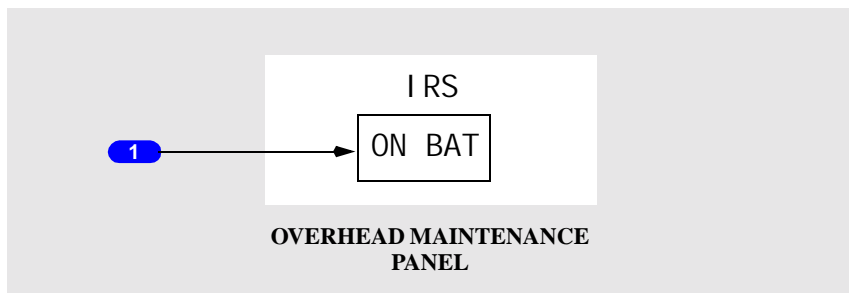 IRS
1
ON BAT
OVERHEAD MAINTENANCE
PANEL